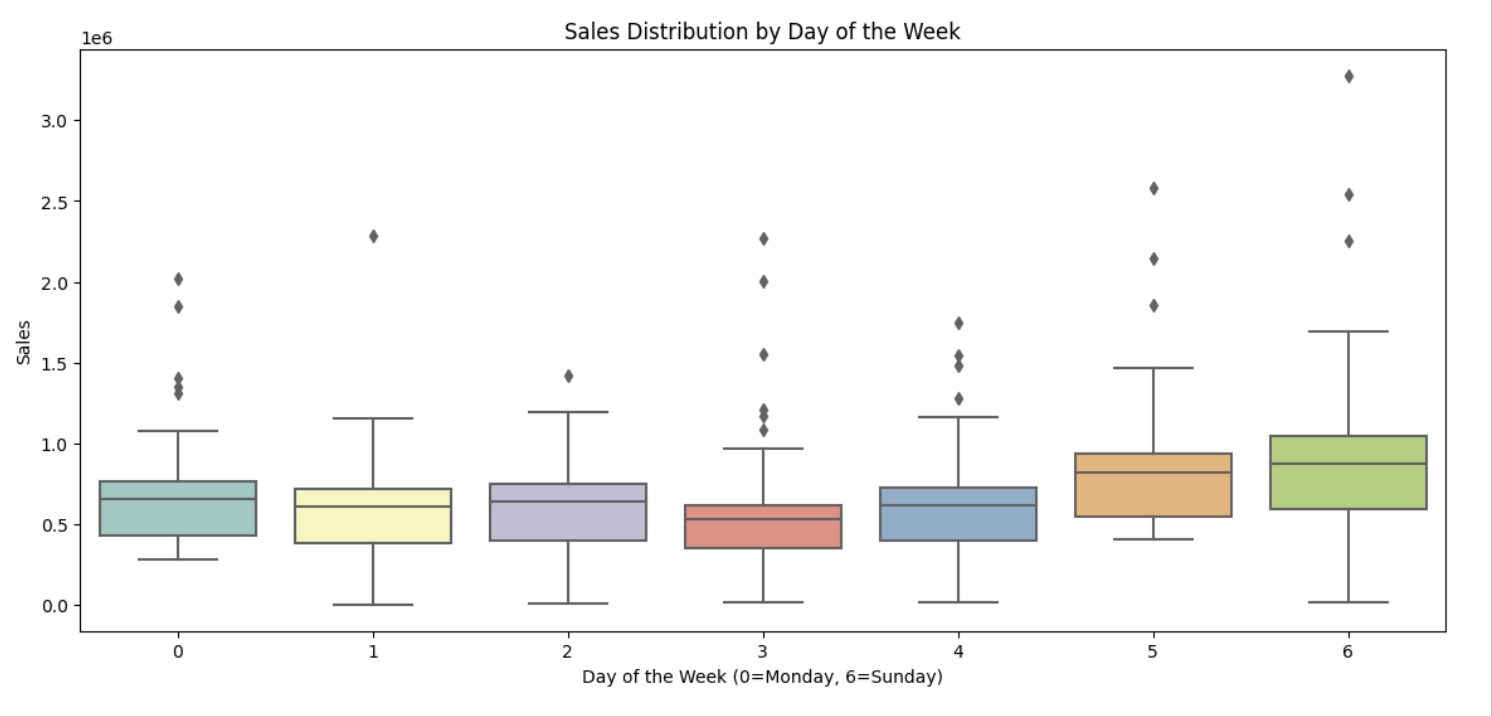 Sales Distribution by Day of the Week
1e6
3.0
2.5
2.0
1.5
1.0
0.5
0.0
Sales
0 1 2 3 4 5 6
Day of the Week (0=Monday, 6=Sunday)